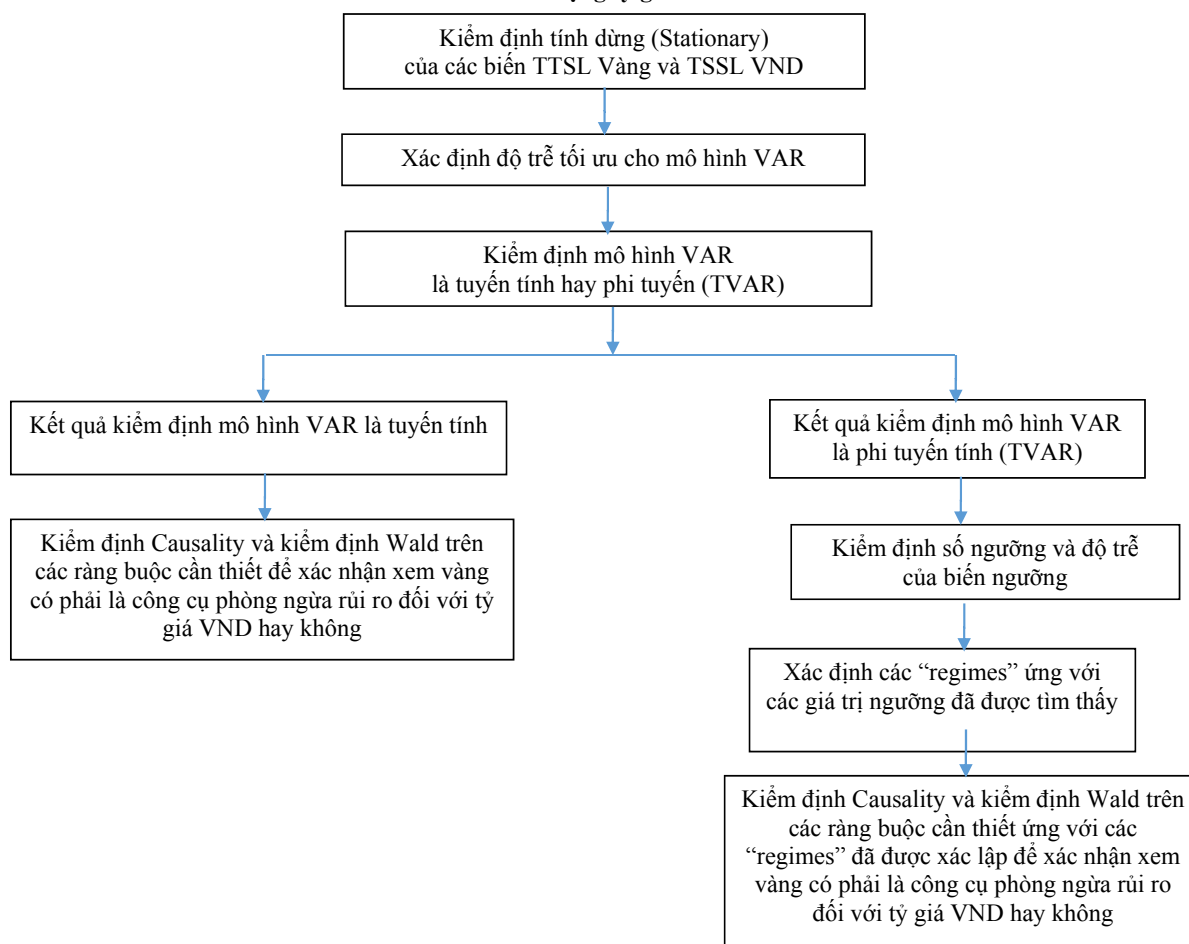 Kiểm định tính dừng (Stationary)
của các biến TTSL Vàng và TSSL VND
Xác định độ trễ tối ưu cho mô hình VAR
Kiểm định mô hình VAR
là tuyến tính hay phi tuyến (TVAR)
Kết quả kiểm định mô hình VAR là tuyến tính
Kiểm định Causality và kiểm định Wald trên
các ràng buộc cần thiết để xác nhận xem vàng
có phải là công cụ phòng ngừa rủi ro đối với tỷ
giá VND hay không
Kết quả kiểm định mô hình VAR
là phi tuyến tính (TVAR)
Kiểm định số ngưỡng và độ trễ
của biến ngưỡng
Xác định các “regimes” ứng với
các giá trị ngưỡng đã được tìm thấy
Kiểm định Causality và kiểm định Wald trên
các ràng buộc cần thiết ứng với các
“regimes” đã được xác lập để xác nhận xem
vàng có phải là công cụ phòng ngừa rủi ro
đối với tỷ giá VND hay không